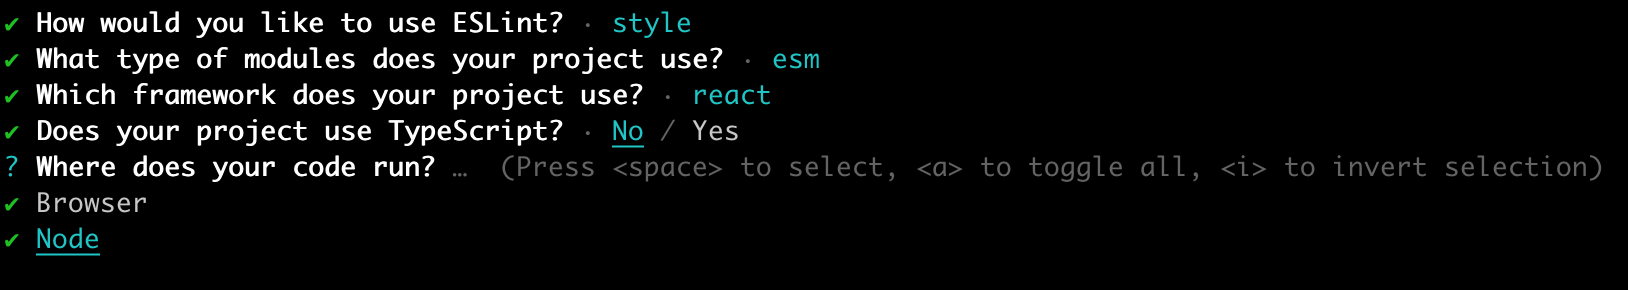 ✔ How would you like to use ESLint? · style
✔ What type of modules does your project use? · esm
✔ Which framework does your project use? · react
✔ Does your project use TypeScript? · No / Yes
? Where does your code run? … (Press <space> to select, <a> to toggle all, <i> to invert selection)
✔ Browser
✔ Node